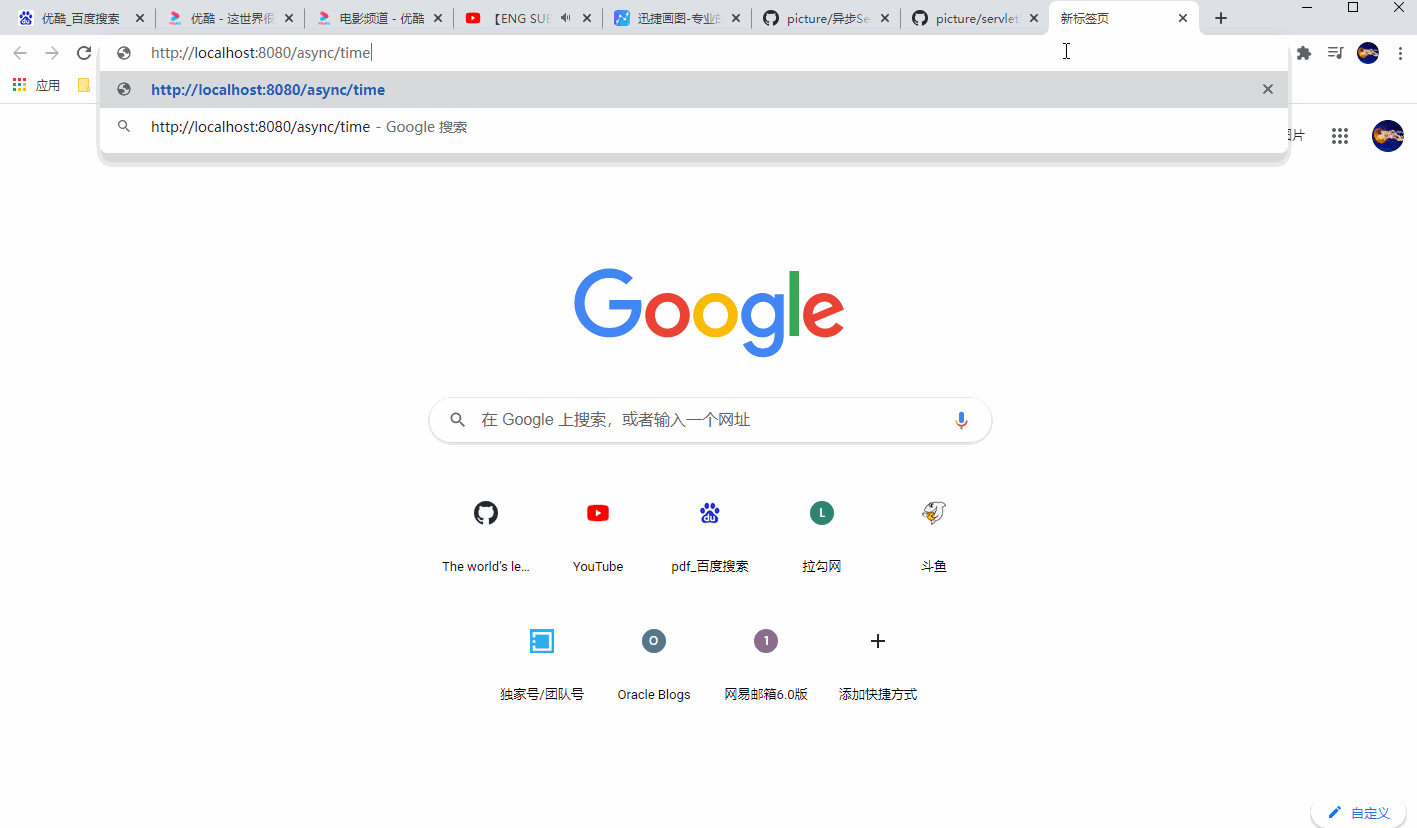 优酷_百度搜索
优酷 - 这世界很
电影频道 - 优酷
【ENG SUB
迅捷画图-专业的
picture/异步Se
picture/servlet
新标签页
http://localhost:8080/async/time
应用
http://localhost:8080/async/time
http://localhost:8080/async/time - Google 搜索
图片
Google
在 Google 上搜索，或者输入一个网址
The world's le...
YouTube
du
pdf_百度搜索
L
拉勾网
斗鱼
独家号/团队号
O
Oracle Blogs
1
网易邮箱6.0版
添加快捷方式
自定义